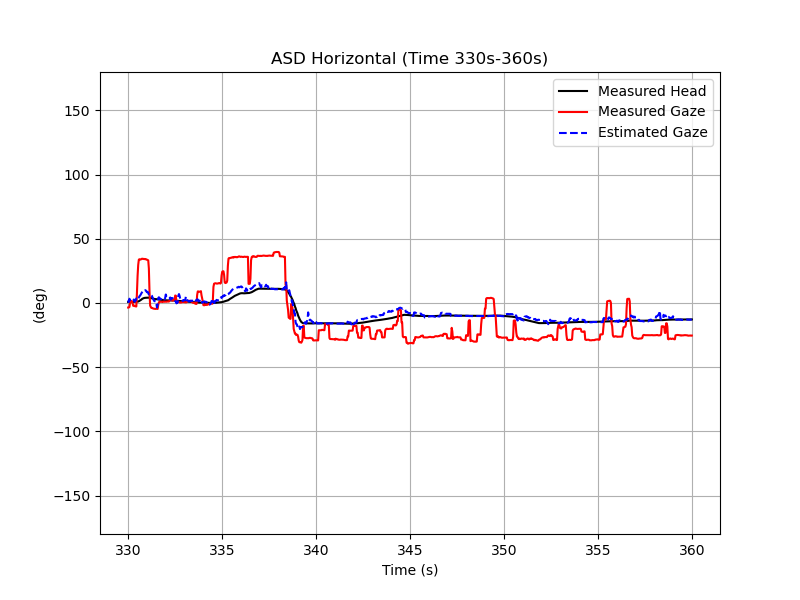 ASD Horizontal (Time 330s-360s)
Measured Head
Measured Gaze
Estimated Gaze
150
100
50
0
−50
−100
−150
(deg)
330
335
340
345
350
355
360
Time (s)